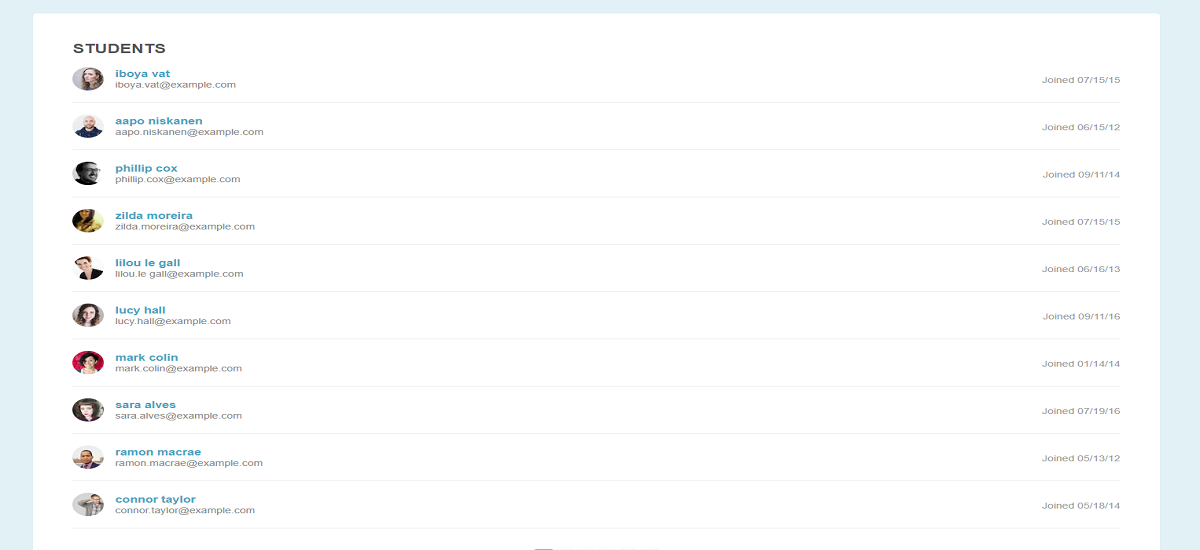 STUDENTS
iboya vat
iboya.vat@example.com
Joined 07/15/15
aapo niskanen
aapo.niskanen@example.com
Joined 06/15/12
phillip cox
phillip.cox@example.com
Joined 09/11/14
zilda moreira
zilda.moreira@example.com
Joined 07/15/15
lilou le gall
lilou.le gall@example.com
Joined 06/16/13
lucy hall
lucy.hall@example.com
Joined 09/11/16
mark colin
mark.colin@example.com
Joined 01/14/14
sara alves
sara.alves@example.com
Joined 07/19/16
ramon macrae
ramon.macrae@example.com
Joined 05/13/12
connor taylor
connor.taylor@example.com
Joined 05/18/14